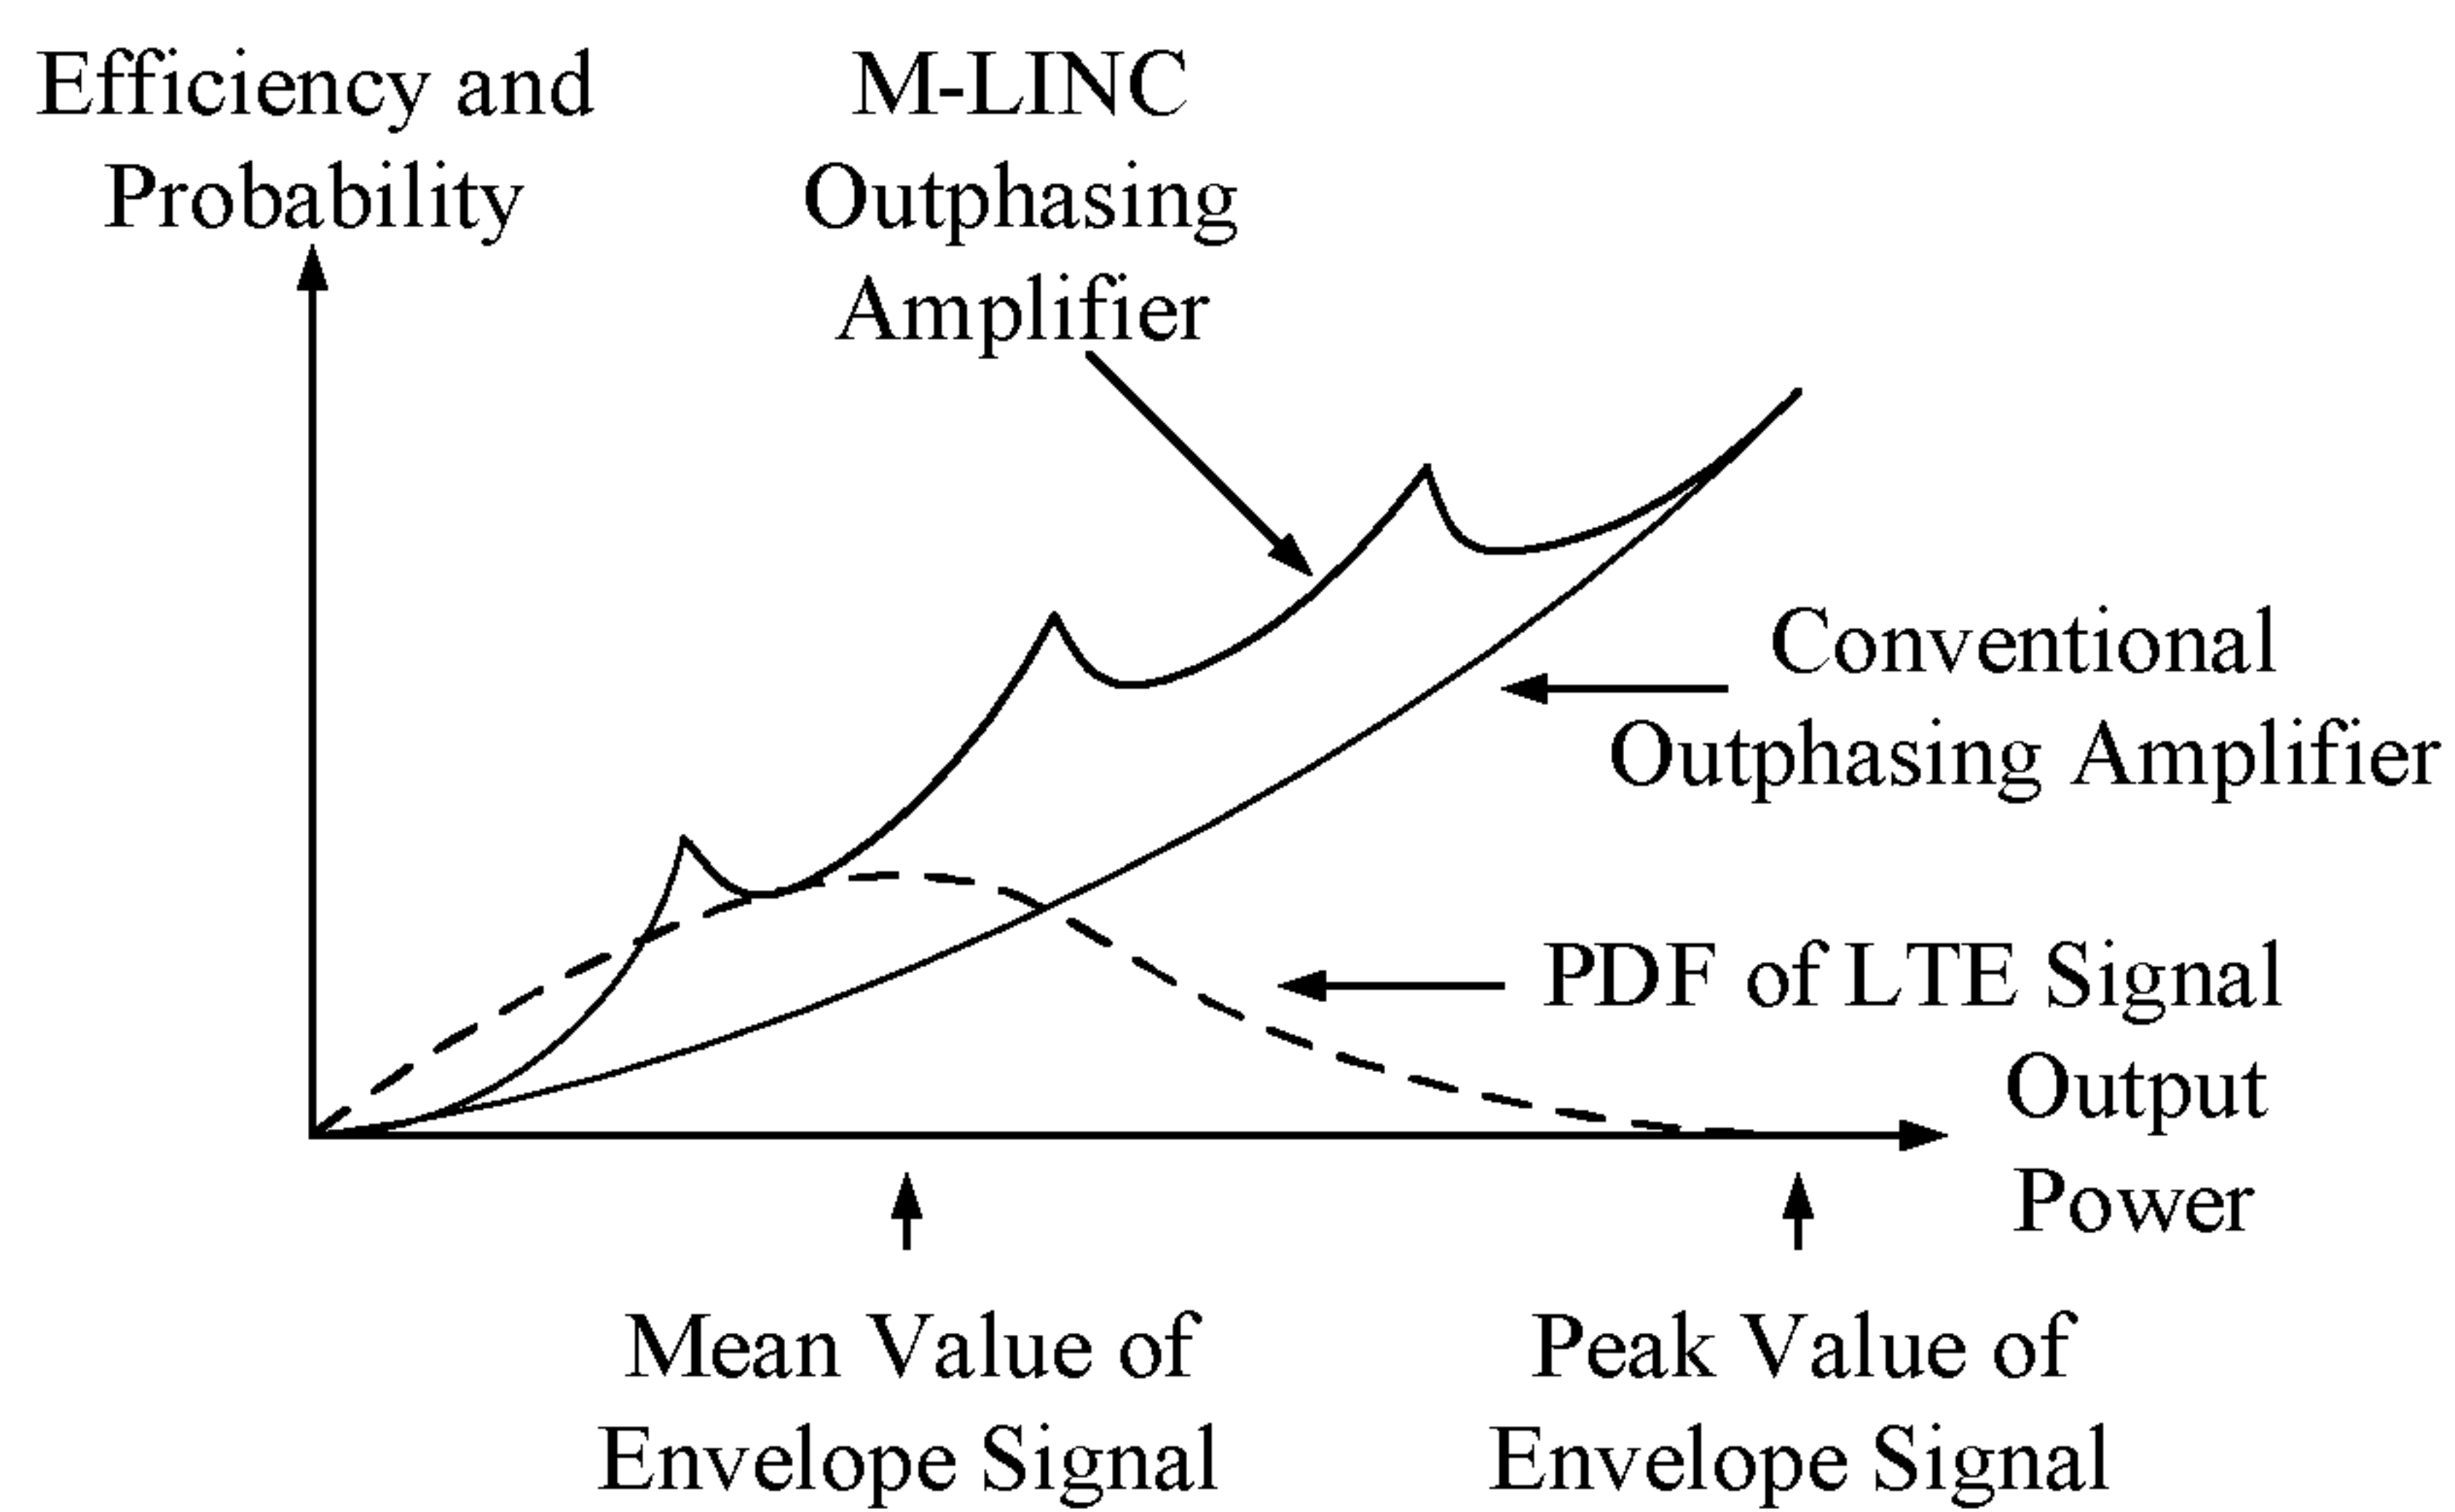 Efficiency and
Probability
M-LINC
Outphasing
Amplifier
Conventional
Outphasing Amplifier
PDF of LTE Signal
Output
Power
Mean Value of
Envelope Signal
Peak Value of
Envelope Signal